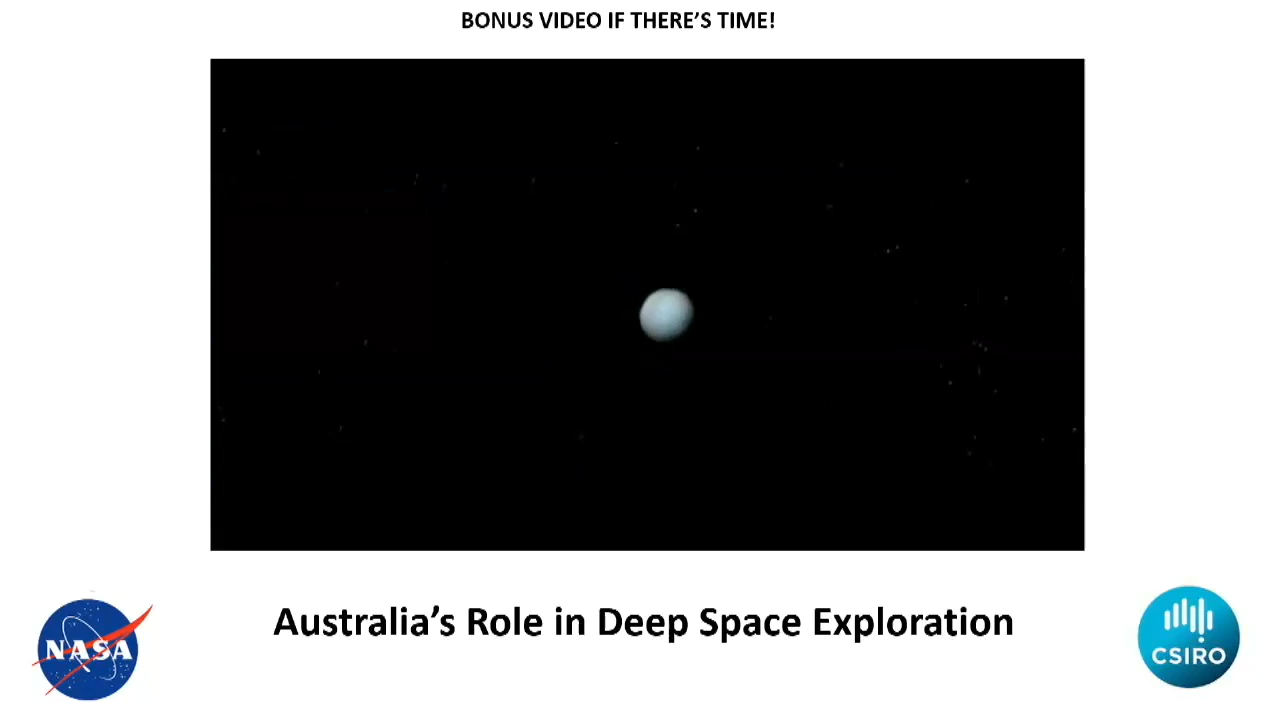 BONUS VIDEO IF THERE'S TIME!
Australia's Role in Deep Space Exploration
NASA
CSIRO